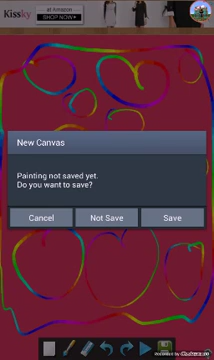 Kissky
at Amazon
SHOP NOW
New Canvas
Painting not saved yet.
Do you want to save?
Cancel
Not Save
Save